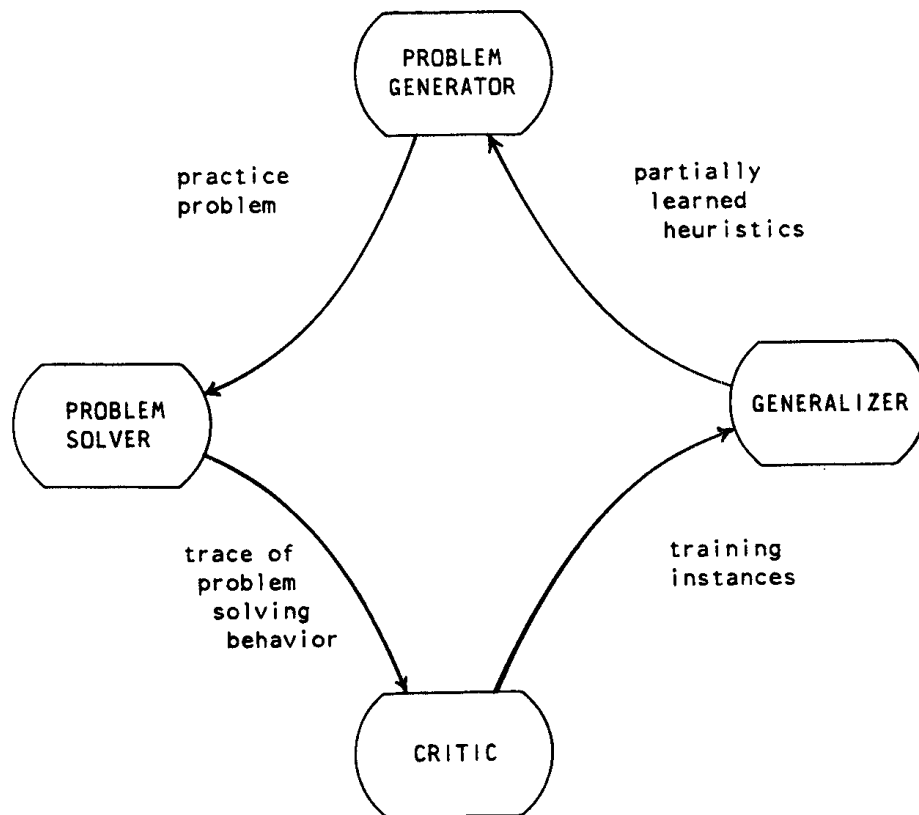 PROBLEM
GENERATOR
practice
problem
partially
learned
heuristics
PROBLEM
SOLVER
GENERALIZER
trace of
problem
solving
behavior
training
instances
CRITIC